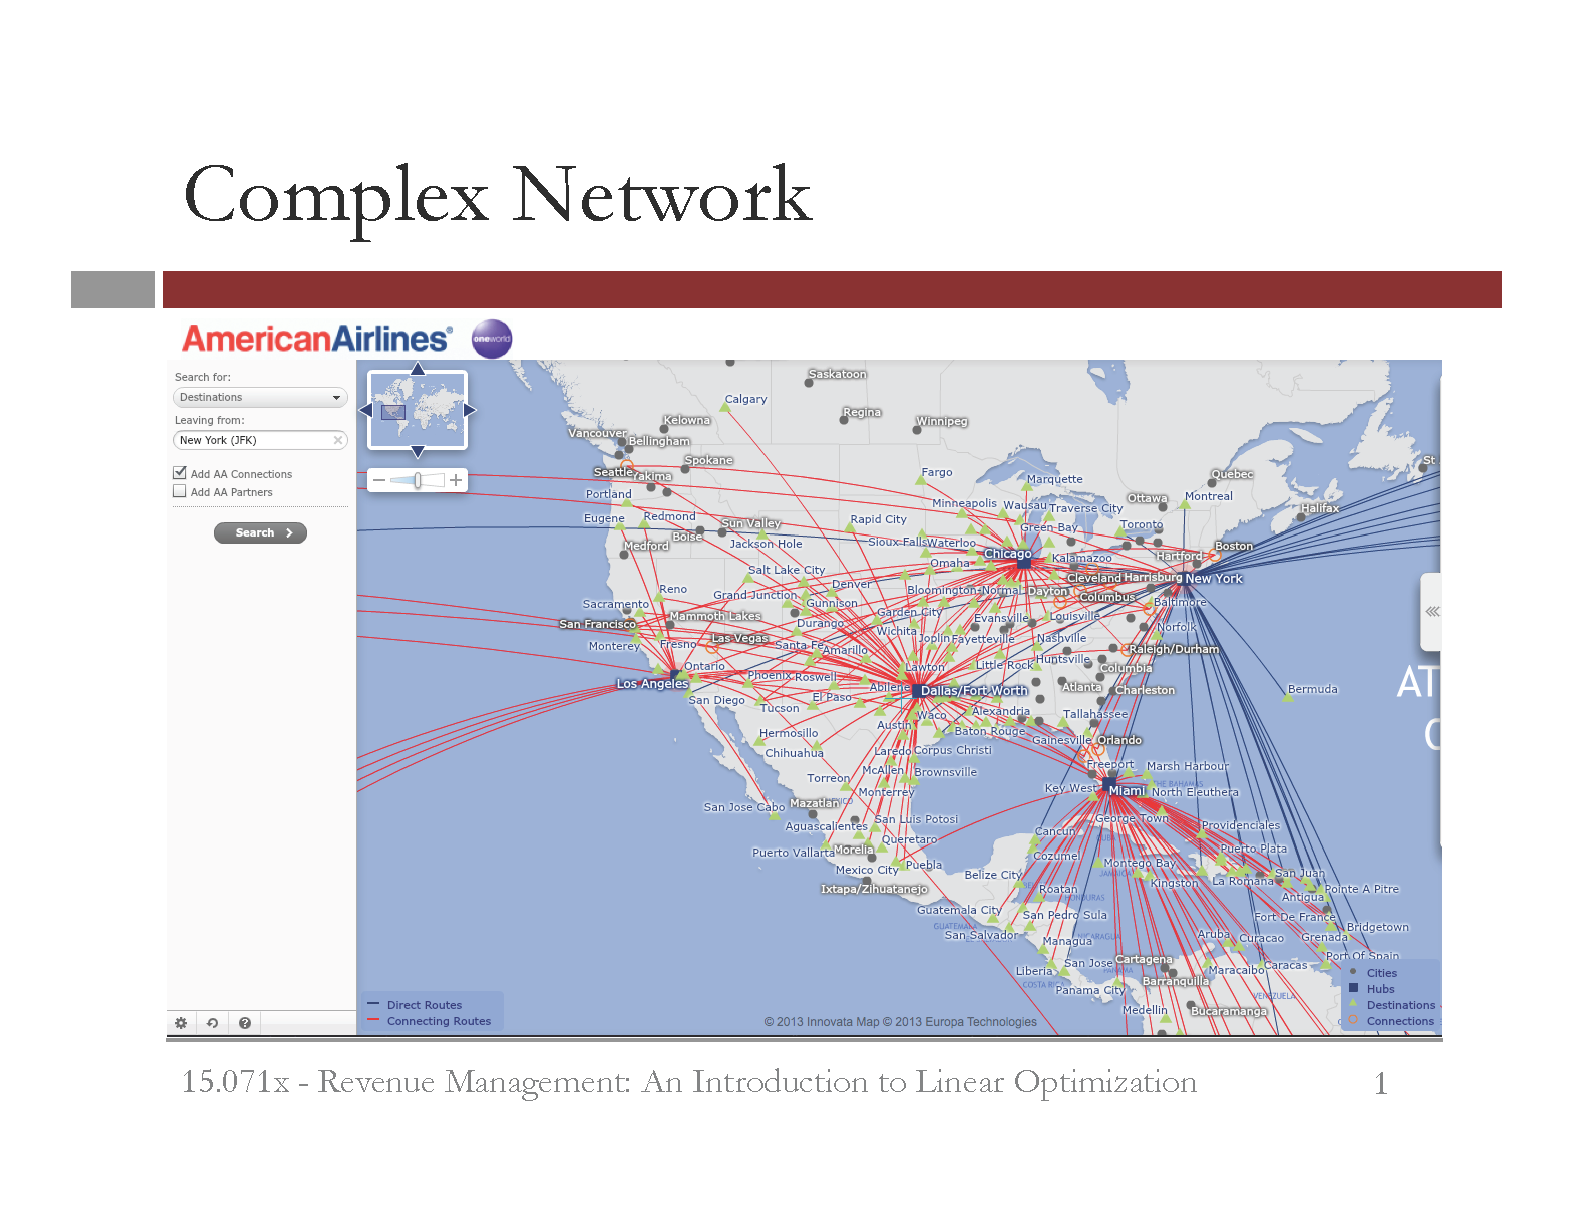 Complex Network
AmericanAirlines
oneworld
Search for:
Destinations
Leaving from:
New York (JFK)
Add AA Connections
Add AA Partners
Search
Saskatoon
Calgary
Regina
Winnipeg
Kelowna
Vancouver
Bellingham
Spokane
Seattle
Yakima
Fargo
Marquette
Quebec
St
Portland
Ottawa
Montreal
Minneapolis
Wausau
Traverse City
Halifax
Eugene
Redmond
Sun Valley
Rapid City
Green Bay
Toronto
Boise
Medford
Jackson Hole
Sioux Falls
Waterloo
Chicago
Kalamazoo
Hartford
Boston
Omaha
Salt Lake City
Cleveland
Harrisburg
New York
Reno
Grand Junction
Denver
Bloomington-Normal
Dayton
Columbus
Sacramento
Gunnison
Baltimore
Mammoth Lakes
Garden City
Evansville
Louisville
San Francisco
Durango
Wichita
Norfolk
Las Vegas
Joplin
Fayetteville
Nashville
Monterey
Fresno
Santa Fe
Amarillo
Raleigh/Durham
Ontario
Lawton
Little Rock
Huntsville
Columbia
Los Angeles
Phoenix
Roswell
Abilene
Dallas/Fort Worth
Atlanta
Charleston
Bermuda
AT
San Diego
Tucson
El Paso
Waco
Alexandria
Tallahassee
Austin
Baton Rouge
C
Hermosillo
Gainesville
Orlando
Chihuahua
Laredo
Corpus Christi
Freeport
Marsh Harbour
Torreon
McAllen
Brownsville
THE BAHAMAS
Monterrey
Key West
Miami
North Eleuthera
San Jose Cabo
Mazatlan
George Town
Aguascalientes
San Luis Potosi
Cancun
Providenciales
Queretaro
Puerto Vallarta
Morelia
Cozumel
Puerto Plata
Mexico City
Puebla
Montego Bay
JAMAICA
Belize City
Kingston
La Romana
San Juan
Ixtapa/Zihuatanejo
Roatan
Pointe A Pitre
HONDURAS
Antigua
Guatemala City
San Pedro Sula
Fort De France
GUATEMALA
Bridgetown
San Salvador
Managua
NICARAGUA
Aruba
Curacao
Grenada
Liberia
San Jose
Cartagena
Maracaibo
Caracas
Port Of Spain
COSTA RICA
PANAMA
Panama City
Barranquilla
VENEZUELA
Medellin
Bucaramanga
Cities
Hubs
Destinations
Connections
Direct Routes
Connecting Routes
© 2013 Innovata Map © 2013 Europa Technologies
15.071x - Revenue Management: An Introduction to Linear Optimization
1